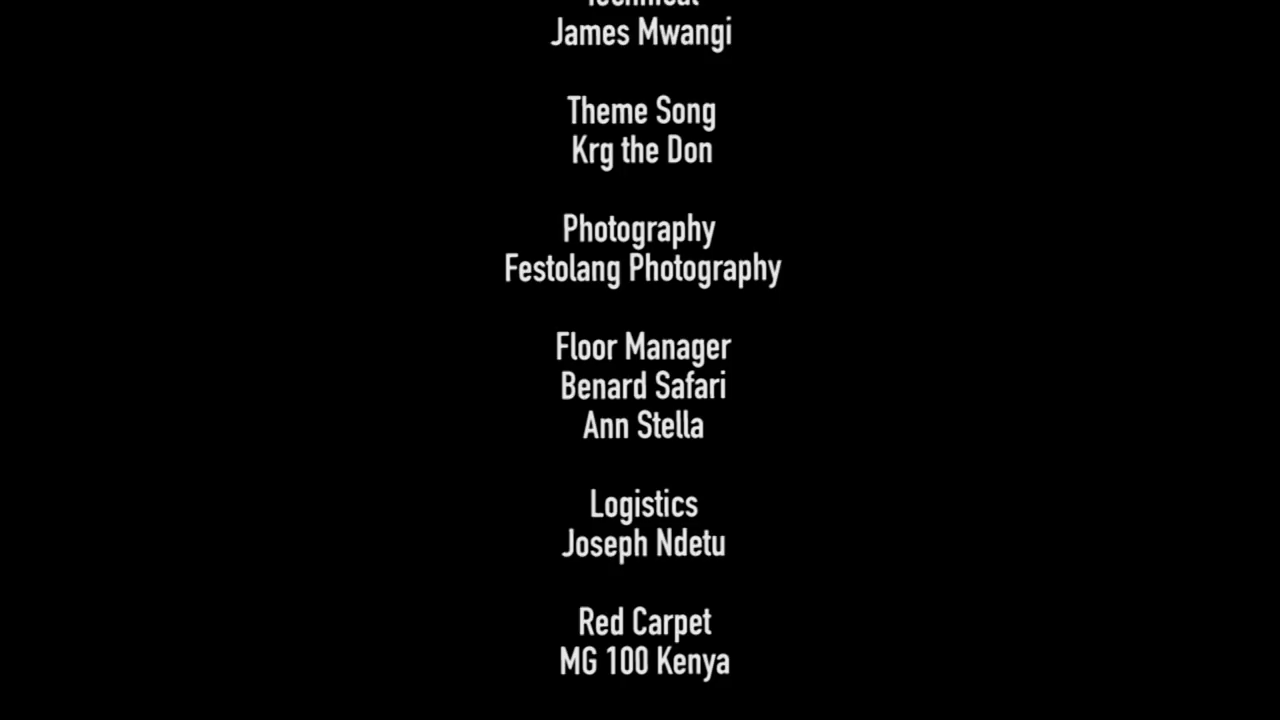 Technical
James Mwangi
Theme Song
Krg the Don
Photography
Festolang Photography
Floor Manager
Benard Safari
Ann Stella
Logistics
Joseph Ndetu
Red Carpet
MG 100 Kenya